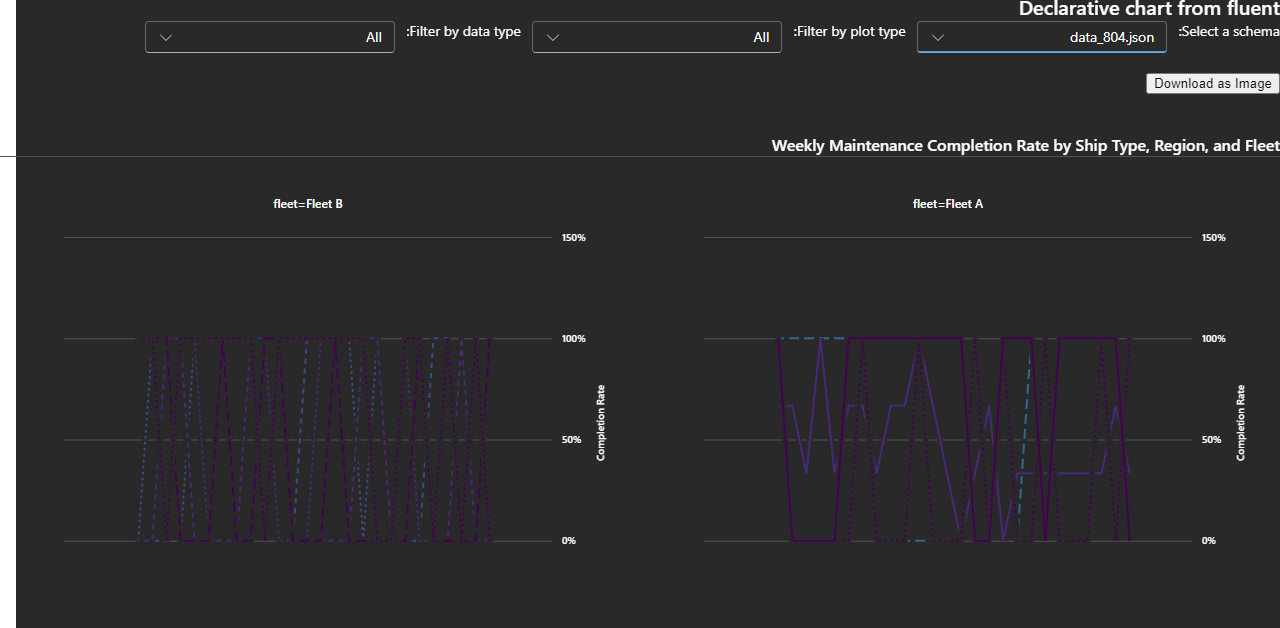 Declarative chart from fluent
:Select a schema
data_804.json
:Filter by plot type
All
:Filter by data type
All
Download as Image
Weekly Maintenance Completion Rate by Ship Type, Region, and Fleet
fleet=Fleet A
150%
100%
50%
0%
Completion Rate
fleet=Fleet B
150%
100%
50%
0%
Completion Rate